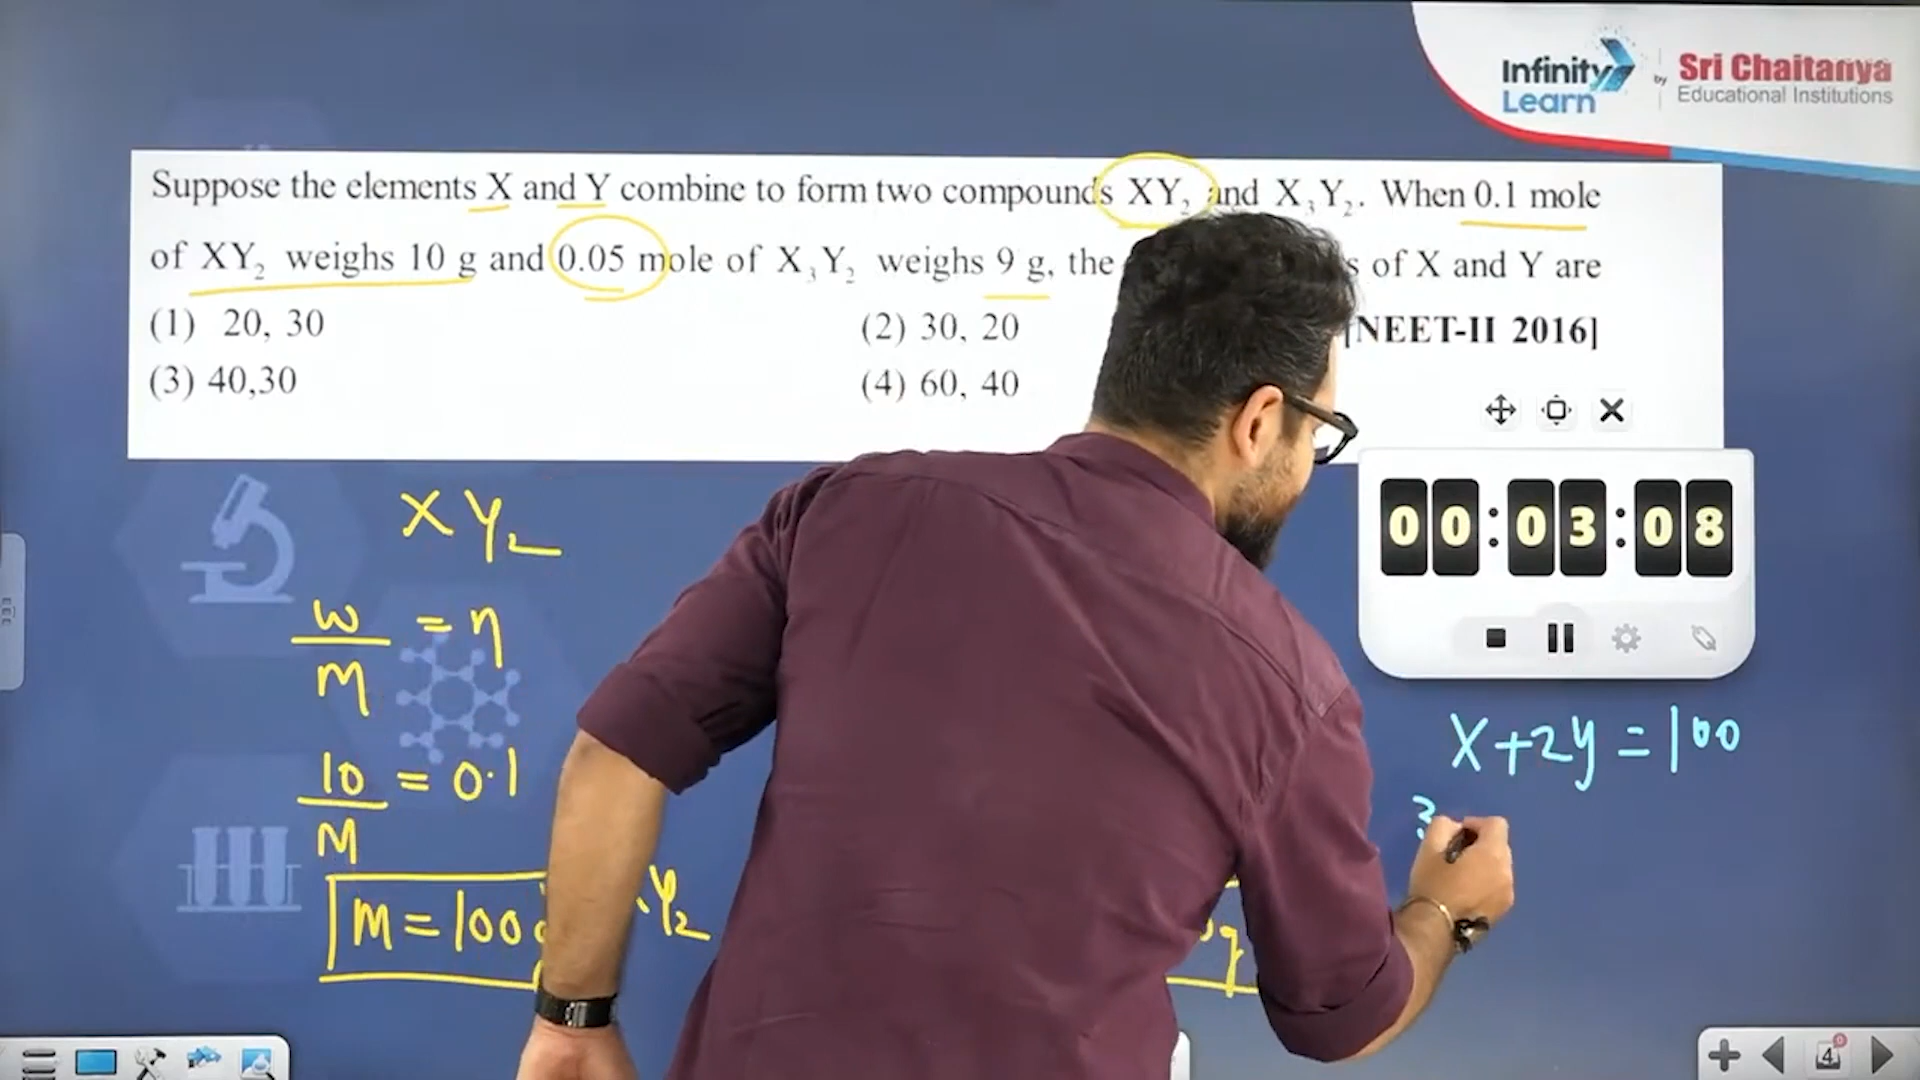 Infinity Learn
by
Sri Chaitanya
Educational Institutions
Suppose the elements X and Y combine to form two compounds XY₂ and X₃Y₂. When 0.1 mole
of XY₂ weighs 10 g and 0.05 mole of X₃Y₂ weighs 9 g, the s of X and Y are
(1) 20, 30
(2) 30, 20
[NEET-II 2016]
(3) 40,30
(4) 60, 40
00:03:08
XY₂
w/M = n
10/M = 0.1
M = 100
Y₂
g
X+2y=100
3
4